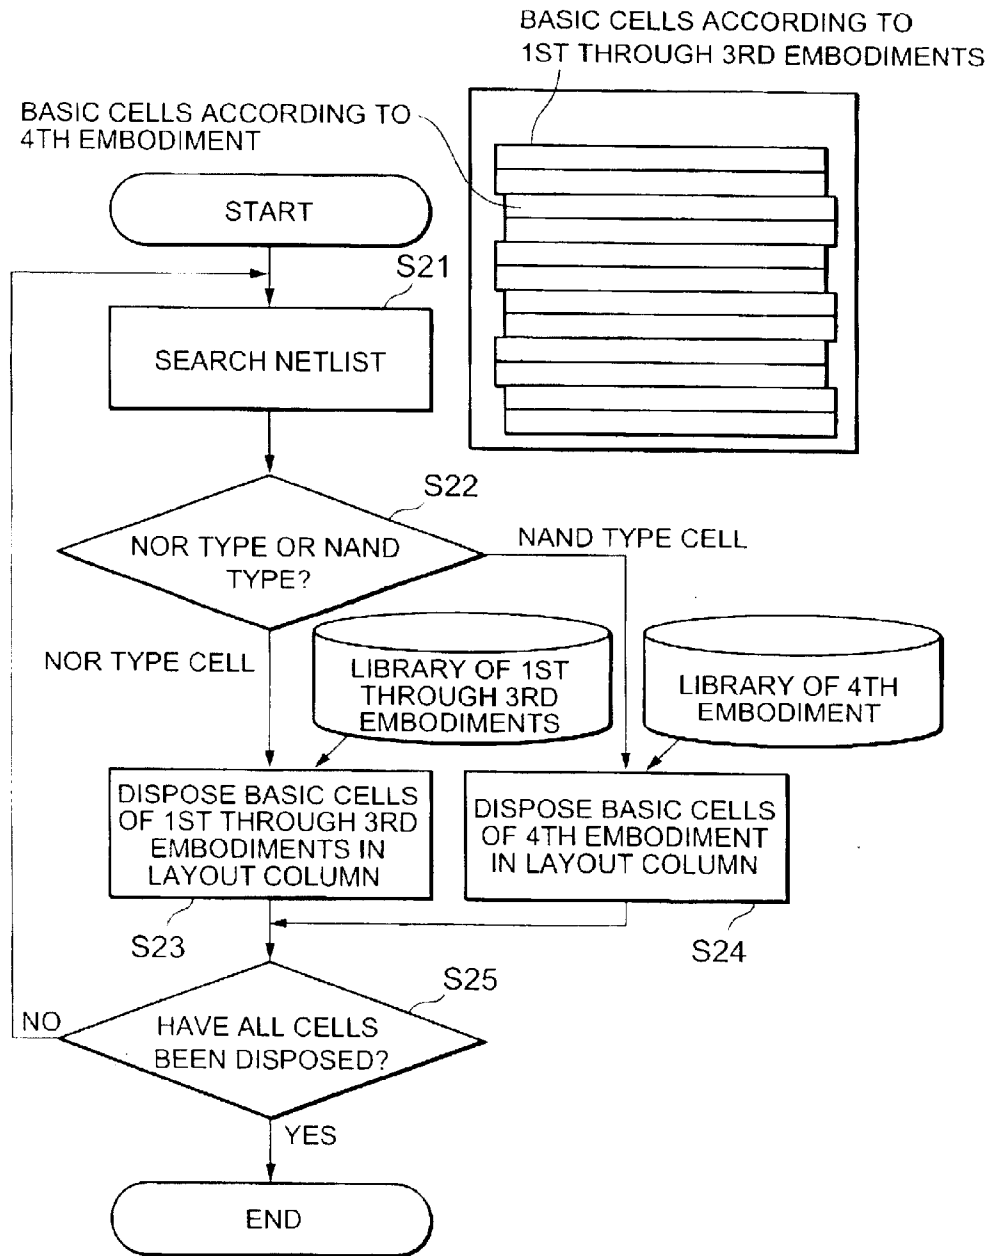 BASIC CELLS ACCORDING TO
1ST THROUGH 3RD EMBODIMENTS
BASIC CELLS ACCORDING TO
4TH EMBODIMENT
START
S21
SEARCH NETLIST
S22
NOR TYPE OR NAND
TYPE?
NAND TYPE CELL
NOR TYPE CELL
LIBRARY OF 1ST
THROUGH 3RD
EMBODIMENTS
LIBRARY OF 4TH
EMBODIMENT
DISPOSE BASIC CELLS
OF 1ST THROUGH 3RD
EMBODIMENTS IN
LAYOUT COLUMN
DISPOSE BASIC CELLS
OF 4TH EMBODIMENT
IN LAYOUT COLUMN
S23
S24
S25
NO
HAVE ALL CELLS
BEEN DISPOSED?
YES
END